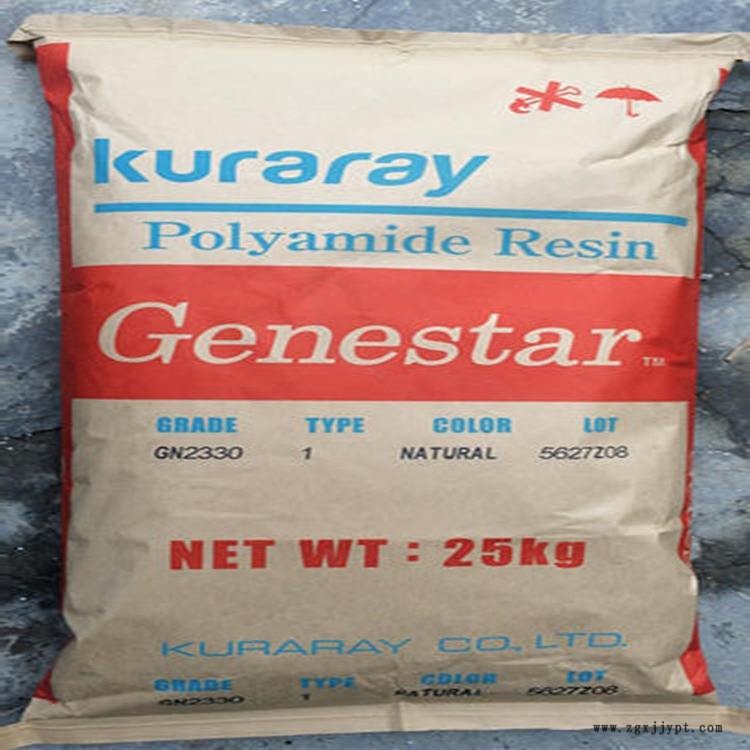 kuraray
Polyamide Resin
Genestar™
GRADE TYPE COLOR LOT
GN2330 1 NATURAL 5627Z08
NET WT : 25kg
KURARAY CO., LTD.
GRADE TYPE COLOR LOT
GN2330 1 NATURAL 5627Z08
www.zgxjjypt.com